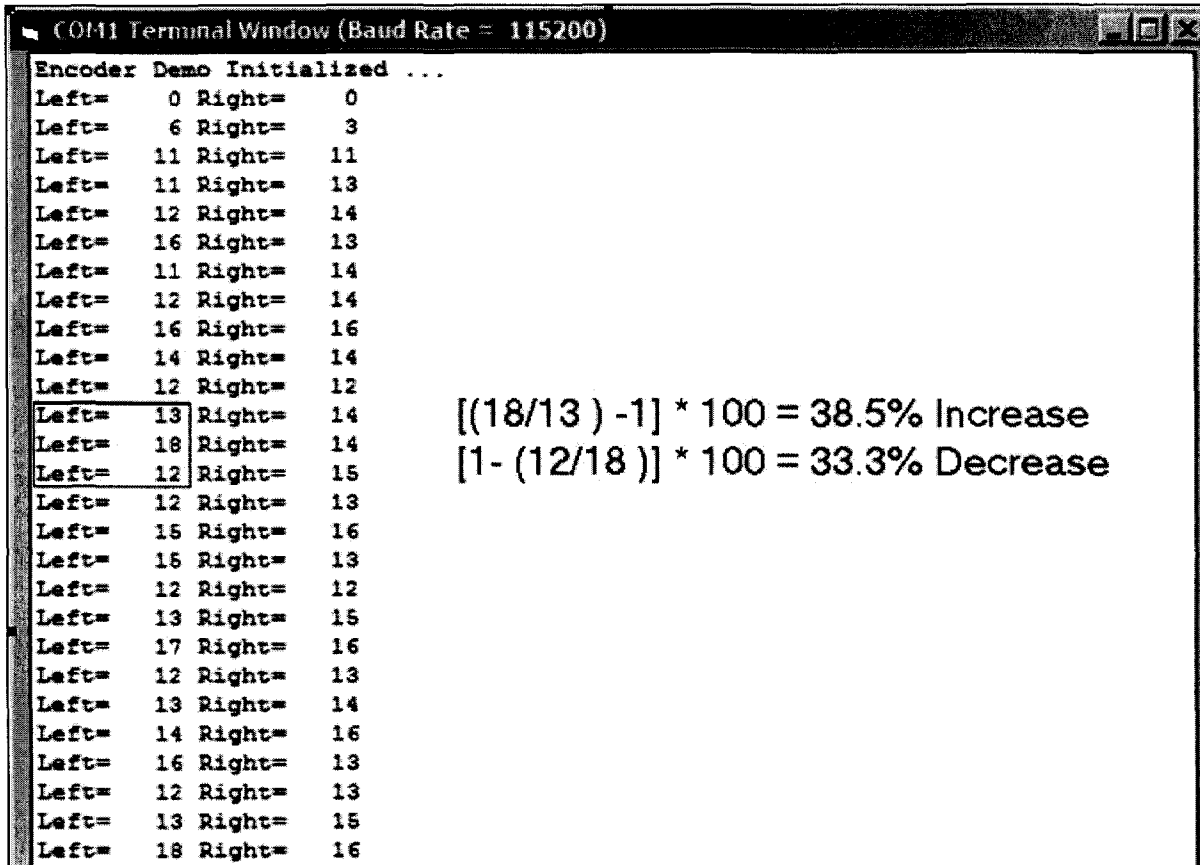 COM1 Terminal Window (Baud Rate = 115200)
Encoder Demo Initialized ...
Left= 0 Right= 0
Left= 6 Right= 3
Left= 11 Right= 11
Left= 11 Right= 13
Left= 12 Right= 14
Left= 16 Right= 13
Left= 11 Right= 14
Left= 12 Right= 14
Left= 16 Right= 16
Left= 14 Right= 14
Left= 12 Right= 12
Left= 13 Right= 14 [(18/13 ) -1] * 100 = 38.5% Increase
Left= 18 Right= 14 [1- (12/18 )] * 100 = 33.3% Decrease
Left= 12 Right= 15
Left= 12 Right= 13
Left= 15 Right= 16
Left= 15 Right= 13
Left= 12 Right= 12
Left= 13 Right= 15
Left= 17 Right= 16
Left= 12 Right= 13
Left= 13 Right= 14
Left= 14 Right= 16
Left= 16 Right= 13
Left= 12 Right= 13
Left= 13 Right= 15
Left= 18 Right= 16